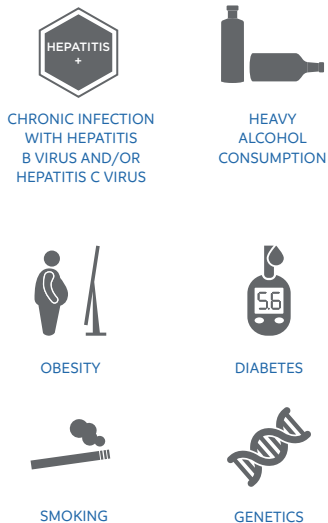 HEPATITIS
+
CHRONIC INFECTION
WITH HEPATITIS
B VIRUS AND/OR
HEPATITIS C VIRUS
HEAVY
ALCOHOL
CONSUMPTION
OBESITY
5.6
DIABETES
SMOKING
GENETICS